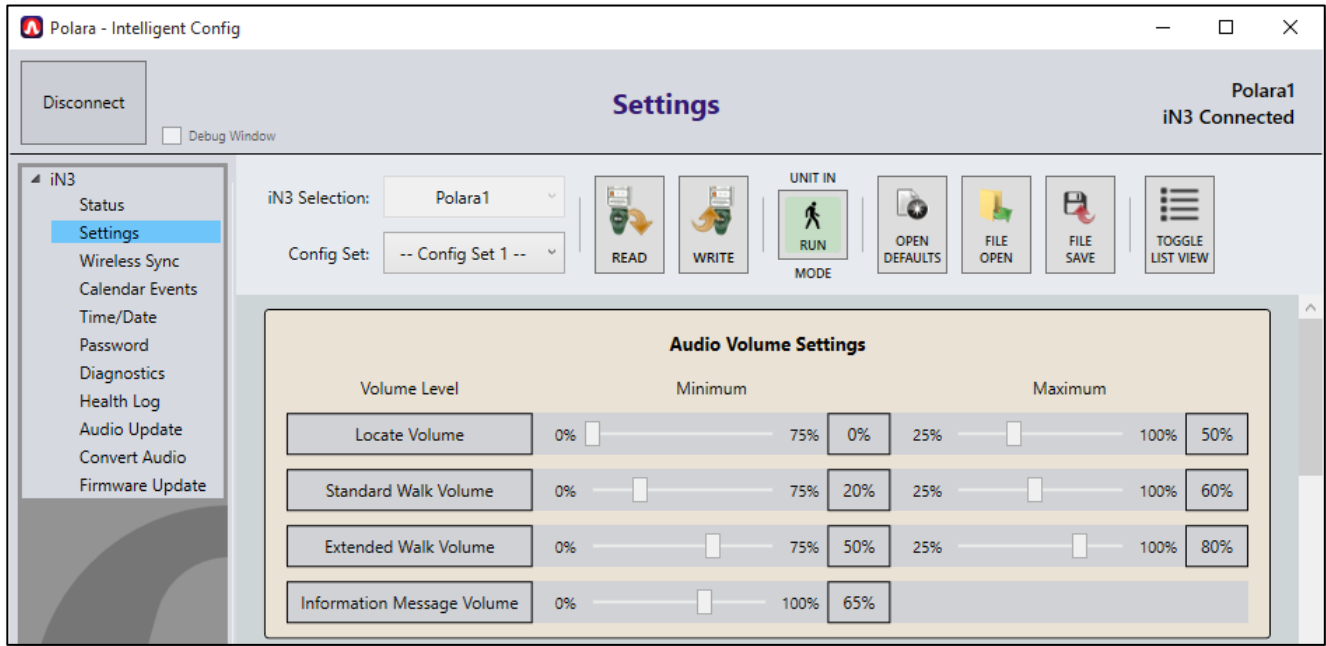 Polara - Intelligent Config
Disconnect
Debug Window
Settings
Polara1
iN3 Connected
iN3
Status
Settings
Wireless Sync
Calendar Events
Time/Date
Password
Diagnostics
Health Log
Audio Update
Convert Audio
Firmware Update
iN3 Selection: Polara1
Config Set: -- Config Set 1 --
READ
WRITE
UNIT IN
RUN
MODE
OPEN
DEFAULTS
FILE
OPEN
FILE
SAVE
TOGGLE
LIST VIEW
Audio Volume Settings
Volume Level Minimum Maximum
Locate Volume 0% 75% 0% 25% 100% 50%
Standard Walk Volume 0% 75% 20% 25% 100% 60%
Extended Walk Volume 0% 75% 50% 25% 100% 80%
Information Message Volume 0% 100% 65%